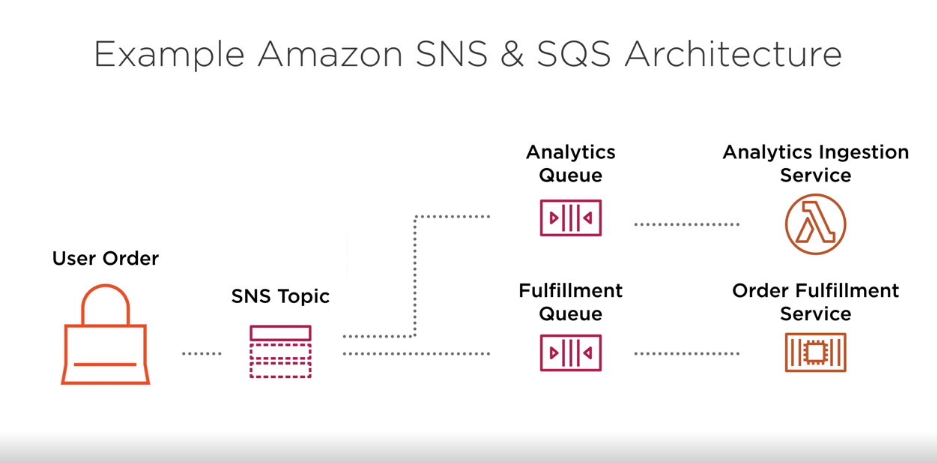 Example Amazon SNS & SQS Architecture
Analytics
Queue
Analytics Ingestion
Service
User Order
SNS Topic
Fulfillment
Queue
Order Fulfillment
Service